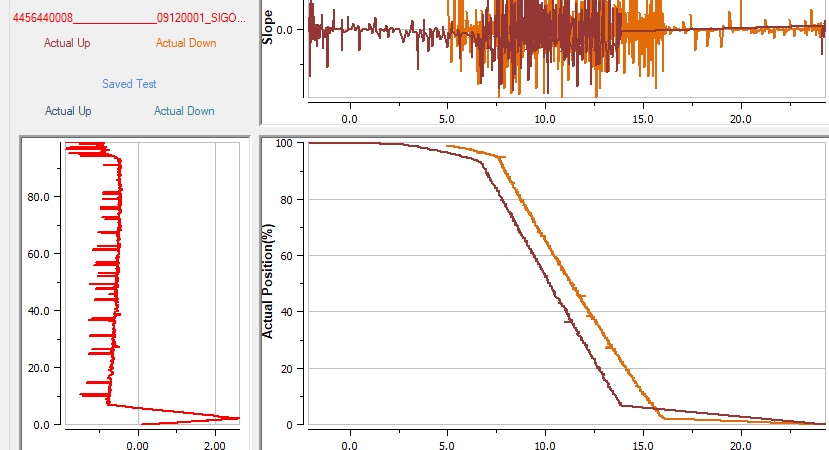 4456440008______________09120001_SIGO...
Actual Up Actual Down
Saved Test
Actual Up Actual Down
Slope
0.0
0.0 5.0 10.0 15.0 20.0
80.0
60.0
40.0
20.0
0.0
0.00 2.00
Actual Position(%)
100
80
60
40
20
0
0.0 5.0 10.0 15.0 20.0